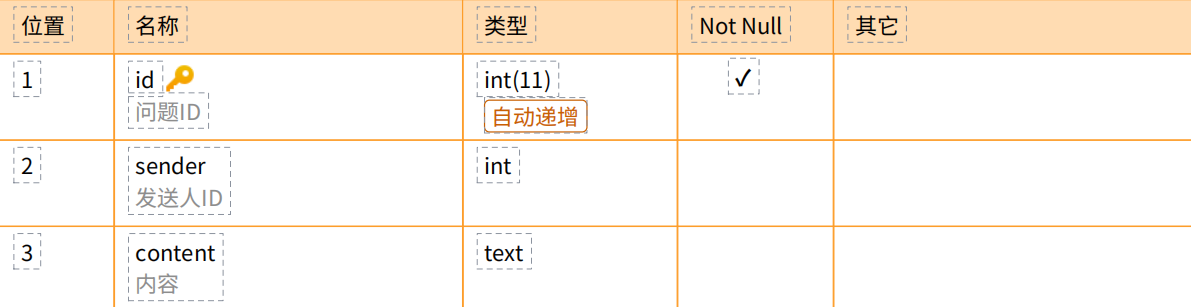 位置 名称 类型 Not Null 其它
1 id int(11) ✓
问题ID 自动递增
2 sender int
发送人ID
3 content text
内容